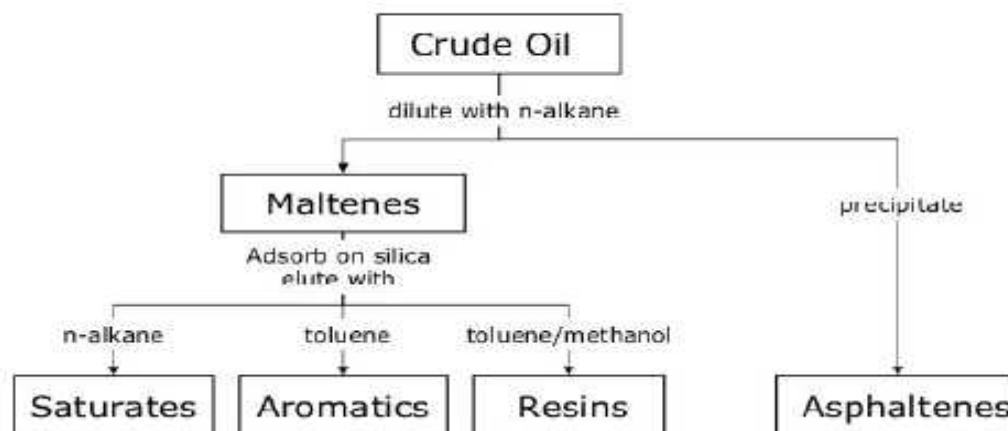 Crude Oil
dilute with n-alkane
Maltenes
precipitate
Adsorb on silica
elute with
n-alkane
toluene
toluene/methanol
Saturates
Aromatics
Resins
Asphaltenes